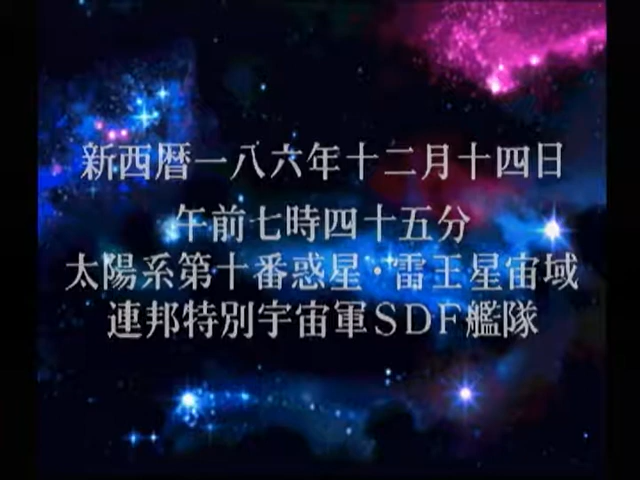 新西暦一八六年十二月十四日
午前七時四十五分
太陽系第十番惑星・雷王星宙域
連邦特別宇宙軍ＳＤＦ艦隊